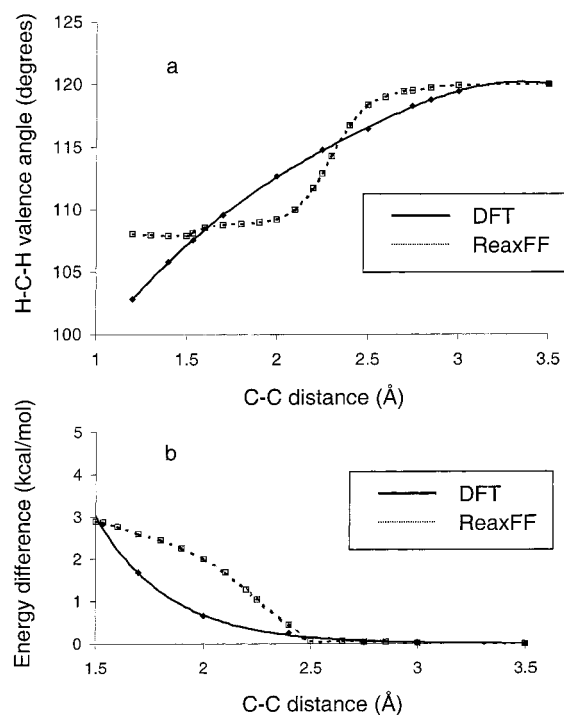 a
H-C-H valence angle (degrees)
125
120
115
110
105
100
1
1.5
2
2.5
3
3.5
C-C distance (Å)
DFT
ReaxFF
b
Energy difference (kcal/mol)
5
4
3
2
1
0
1.5
2
2.5
3
3.5
C-C distance (Å)
DFT
ReaxFF